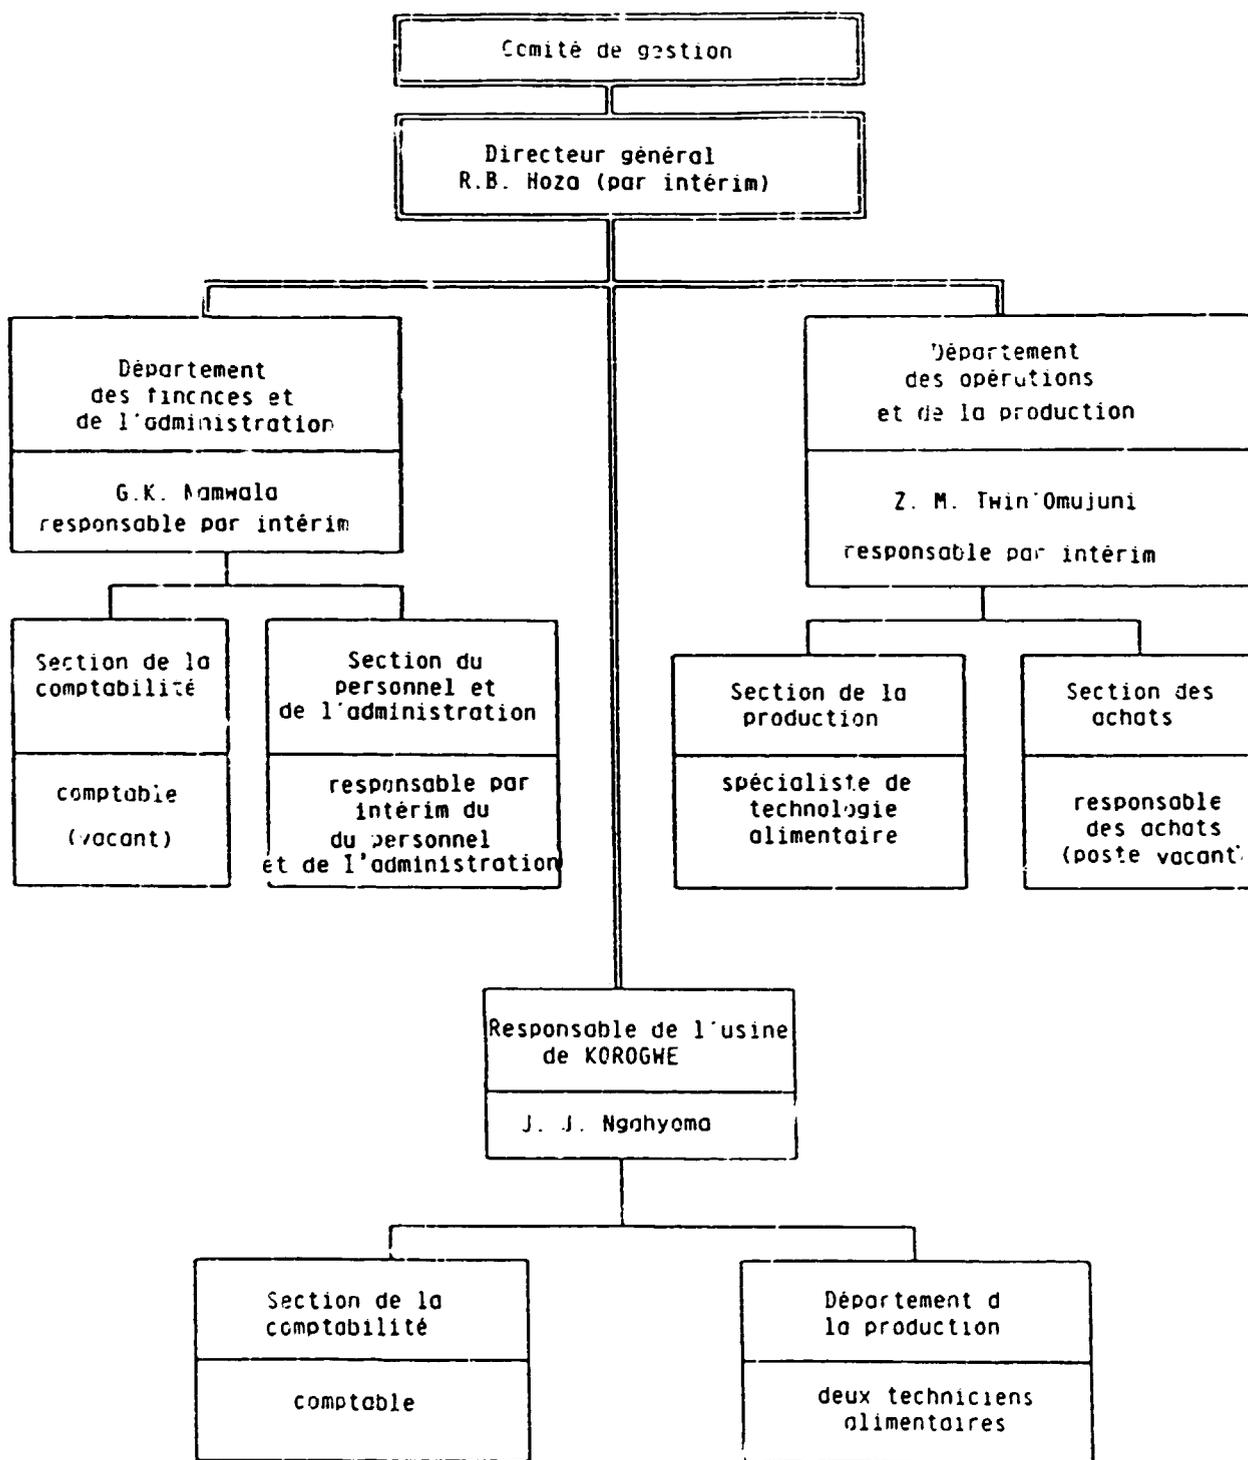 Comité de gestion
Directeur général
R.B. Hoza (par intérim)
Département
des finances et
de l'administration
G.K. Namwala
responsable par intérim
Département
des opérations
et de la production
Z. M. Twin'Omujuni
responsable par intérim
Section de la
comptabilité
comptable
(vacant)
Section du
personnel et
de l'administration
responsable par
intérim du
du personnel
et de l'administration
Section de la
production
spécialiste de
technologie
alimentaire
Section des
achats
responsable
des achats
(poste vacant)
Responsable de l'usine
de KOROGWE
J. J. Ngahyoma
Section de la
comptabilité
comptable
Département d
la production
deux techniciens
alimentaires